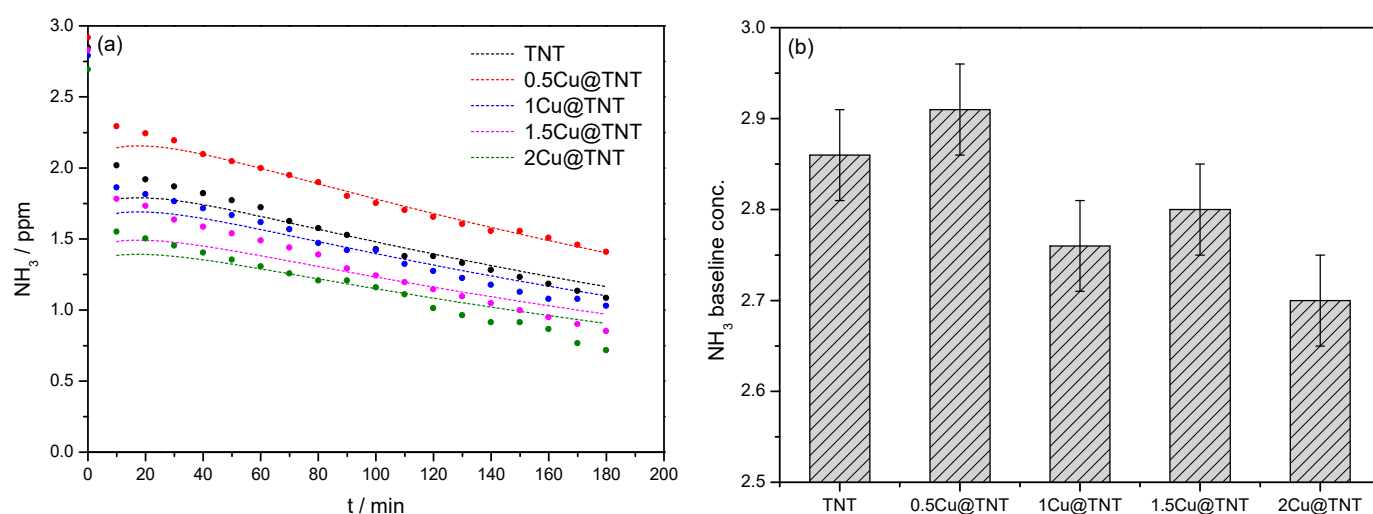 (a)
TNT
0.5Cu@TNT
1Cu@TNT
1.5Cu@TNT
2Cu@TNT
NH₃ / ppm
3.0
2.5
2.0
1.5
1.0
0.5
0.0
0 20 40 60 80 100 120 140 160 180 200
t / min
(b)
NH₃ baseline conc.
3.0
2.9
2.8
2.7
2.6
2.5
TNT 0.5Cu@TNT 1Cu@TNT 1.5Cu@TNT 2Cu@TNT